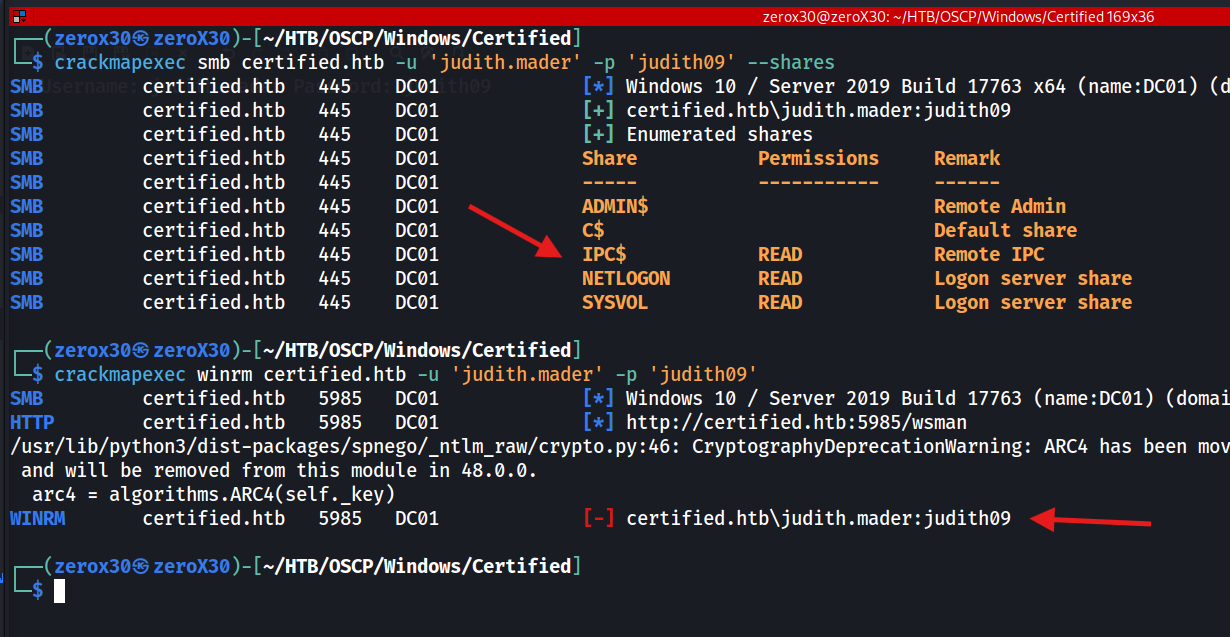 zerox30@zeroX30: ~/HTB/OSCP/Windows/Certified 169x36
┌──(zerox30㉿zeroX30)-[~/HTB/OSCP/Windows/Certified]
└─$ crackmapexec smb certified.htb -u 'judith.mader' -p 'judith09' --shares
SMB certified.htb 445 DC01 [*] Windows 10 / Server 2019 Build 17763 x64 (name:DC01) (d
SMB certified.htb 445 DC01 [+] certified.htb\judith.mader:judith09
SMB certified.htb 445 DC01 [+] Enumerated shares
SMB certified.htb 445 DC01 Share Permissions Remark
SMB certified.htb 445 DC01 ----- ----------- ------
SMB certified.htb 445 DC01 ADMIN$ Remote Admin
SMB certified.htb 445 DC01 C$ Default share
SMB certified.htb 445 DC01 IPC$ READ Remote IPC
SMB certified.htb 445 DC01 NETLOGON READ Logon server share
SMB certified.htb 445 DC01 SYSVOL READ Logon server share
┌──(zerox30㉿zeroX30)-[~/HTB/OSCP/Windows/Certified]
└─$ crackmapexec winrm certified.htb -u 'judith.mader' -p 'judith09'
SMB certified.htb 5985 DC01 [*] Windows 10 / Server 2019 Build 17763 (name:DC01) (domai
HTTP certified.htb 5985 DC01 [*] http://certified.htb:5985/wsman
/usr/lib/python3/dist-packages/spnego/_ntlm_raw/crypto.py:46: CryptographyDeprecationWarning: ARC4 has been mov
and will be removed from this module in 48.0.0.
arc4 = algorithms.ARC4(self._key)
WINRM certified.htb 5985 DC01 [-] certified.htb\judith.mader:judith09
┌──(zerox30㉿zeroX30)-[~/HTB/OSCP/Windows/Certified]
└─$